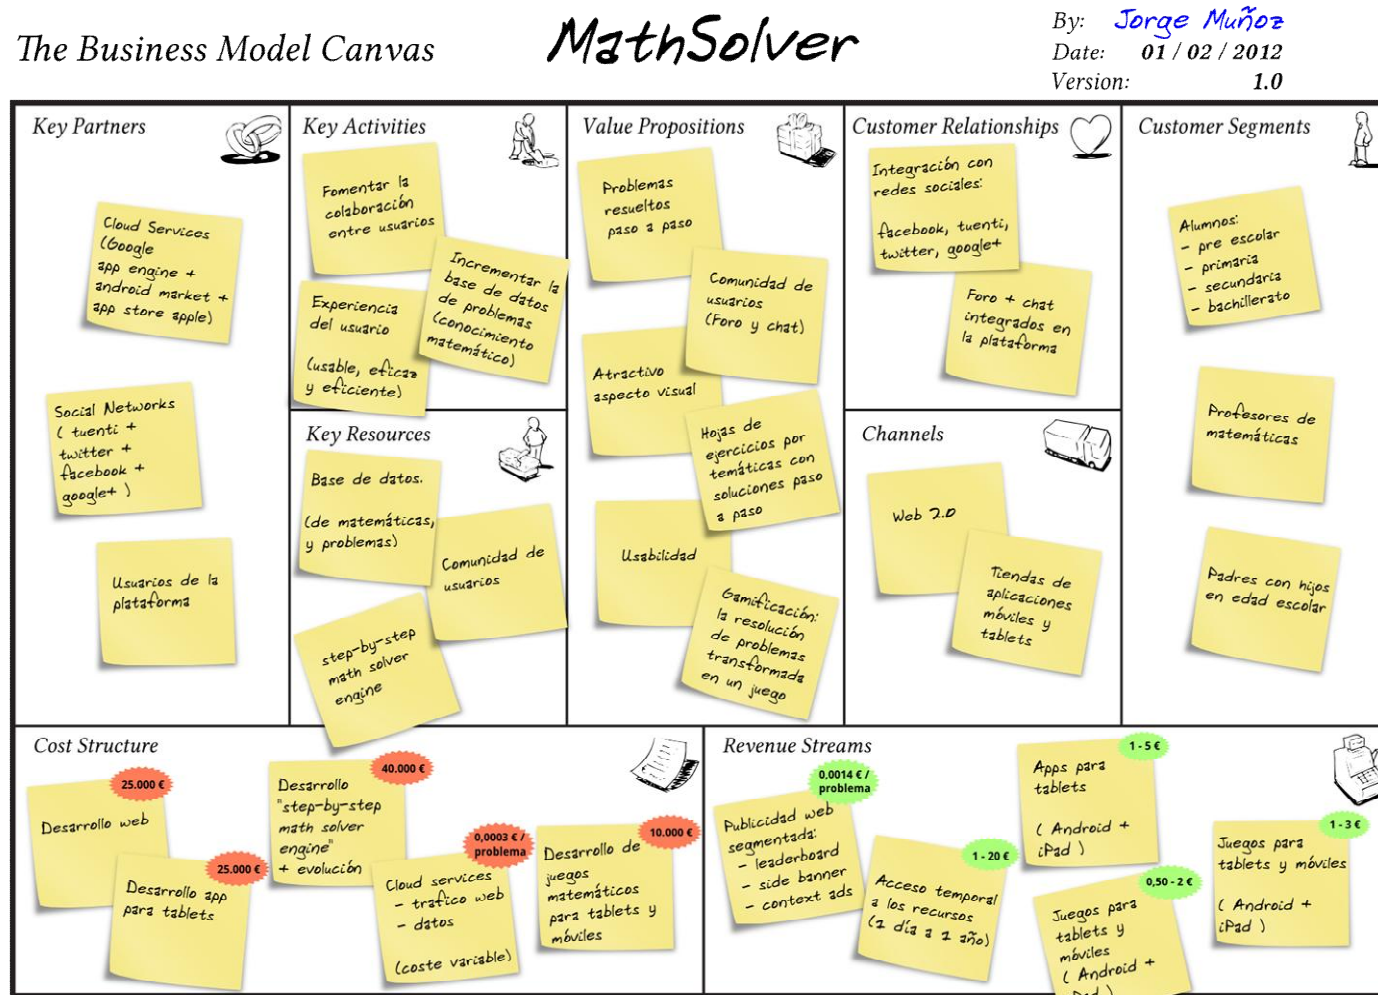 The Business Model Canvas
MathSolver
By: Jorge Muñoz
Date: 01 / 02 / 2012
Version: 1.0
Key Partners
Cloud Services
(Google
app engine +
android market +
app store apple)
Social Networks
( tuenti +
twitter +
facebook +
google+ )
Usuarios de la
plataforma
Key Activities
Fomentar la
colaboración
entre usuarios
Incrementar la
base de datos
de problemas
(conocimiento
matemático)
Experiencia
del usuario
(usable, eficaz
y eficiente)
Key Resources
Base de datos.
(de matemáticas,
y problemas)
Comunidad de
usuarios
step-by-step
math solver
engine
Value Propositions
Problemas
resueltos
paso a paso
Comunidad de
usuarios
(Foro y chat)
Atractivo
aspecto visual
Hojas de
ejercicios por
temáticas con
soluciones paso
a paso
Usabilidad
Gamificación:
la resolución
de problemas
transformada
en un juego
Customer Relationships
Integración con
redes sociales:
facebook, tuenti,
twitter, google+
Foro + chat
integrados en
la plataforma
Channels
Web 2.0
Tiendas de
aplicaciones
móviles y
tablets
Customer Segments
Alumnos:
- pre escolar
- primaria
- secundaria
- bachillerato
Profesores de
matemáticas
Padres con hijos
en edad escolar
Cost Structure
25.000 €
Desarrollo web
25.000 €
Desarrollo app
para tablets
40.000 €
Desarrollo
"step-by-step
math solver
engine"
+ evolución
0,0003 € /
problema
Cloud services
- trafico web
- datos
(coste variable)
10.000 €
Desarrollo de
juegos
matemáticos
para tablets y
móviles
Revenue Streams
0.0014 € /
problema
Publicidad web
segmentada:
- leaderboard
- side banner
- context ads
1 - 20 €
Acceso temporal
a los recursos
(1 día a 1 año)
1 - 5 €
Apps para
tablets
( Android +
iPad )
0,50 - 2 €
Juegos para
tablets y
móviles
( Android +
1 - 3 €
Juegos para
tablets y móviles
( Android +
iPad )